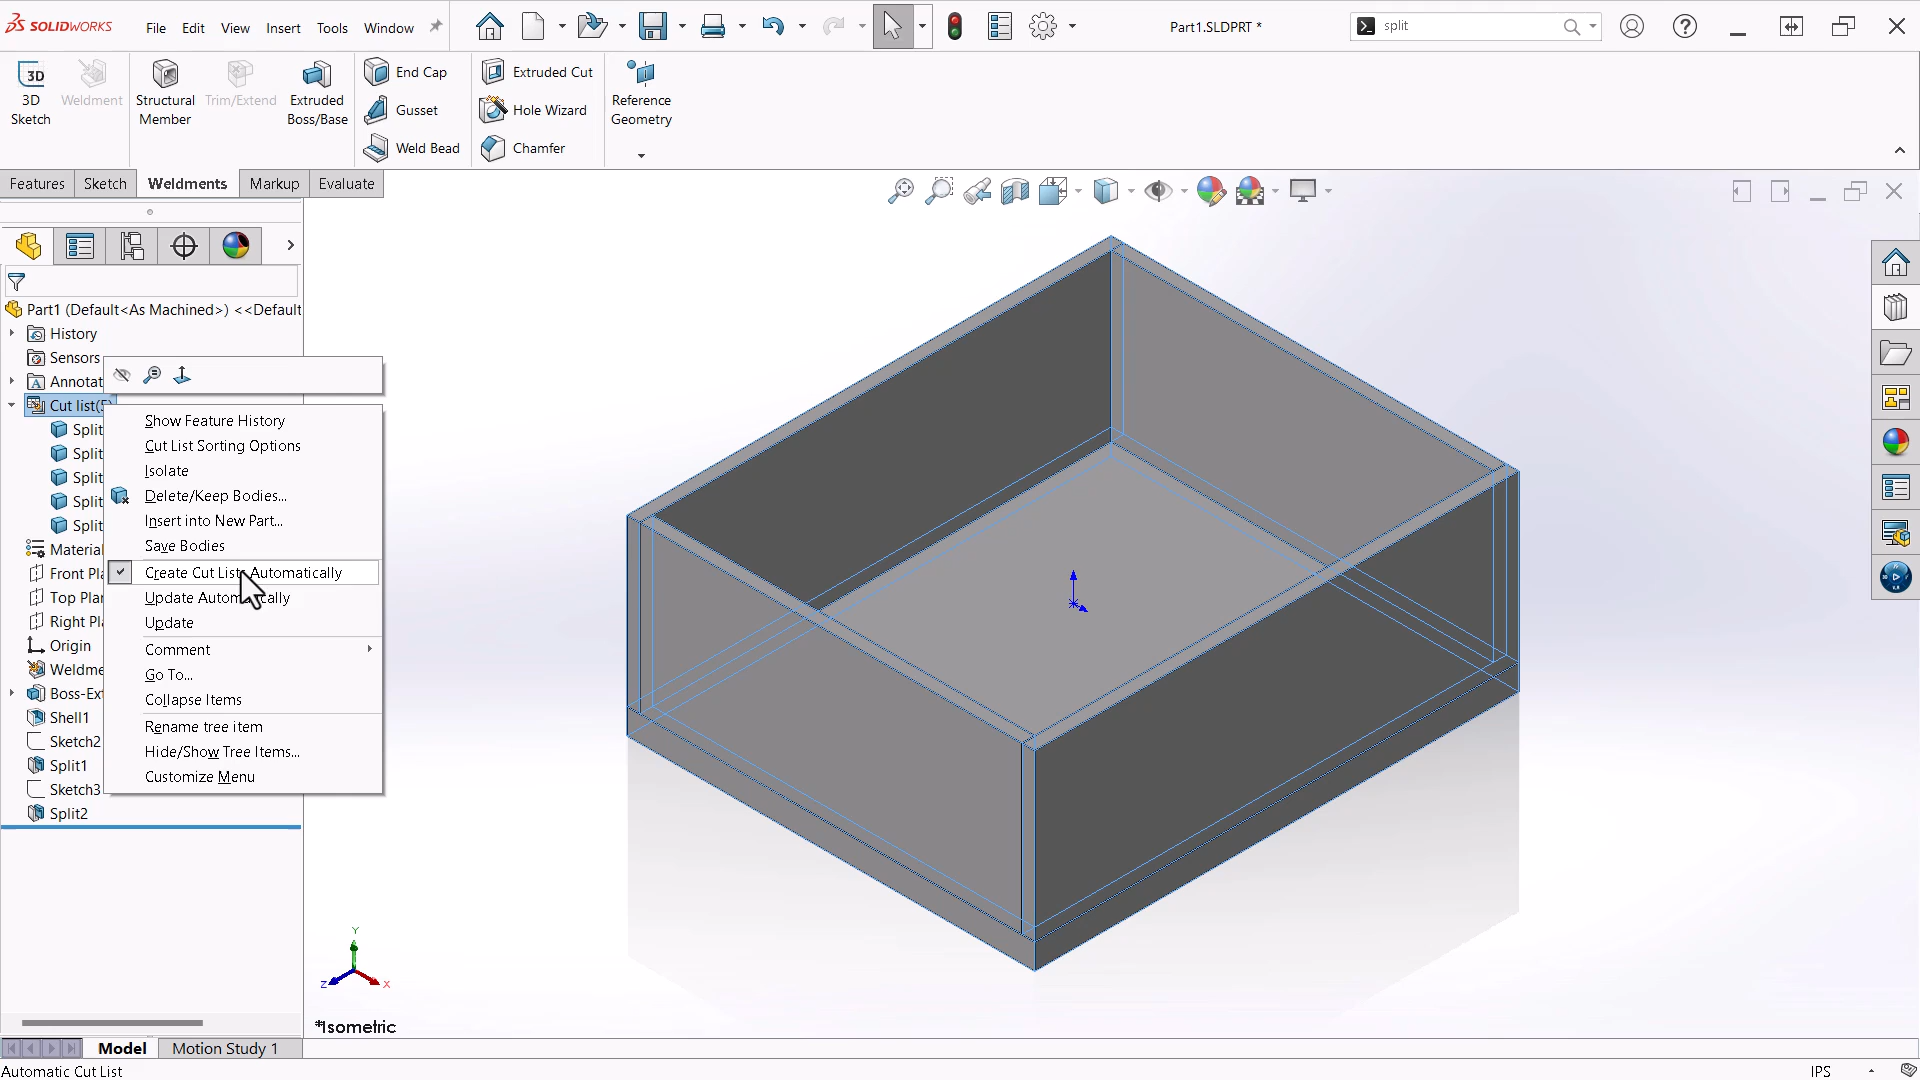 SOLIDWORKS File Edit View Insert Tools Window Part1.SLDPRT * split
3D Sketch
Weldment
Structural Member
Trim/Extend
Extruded Boss/Base
End Cap
Gusset
Weld Bead
Extruded Cut
Hole Wizard
Chamfer
Reference Geometry
Features Sketch Weldments Markup Evaluate
Part1 (Default<As Machined>) <<Default
History
Sensors
Annotat
Cut list(5)
Split
Split
Split
Split
Split
Material
Front Pla
Top Plan
Right Pla
Origin
Weldme
Boss-Ext
Shell1
Sketch2
Split1
Sketch3
Split2
Show Feature History
Cut List Sorting Options
Isolate
Delete/Keep Bodies...
Insert into New Part...
Save Bodies
Create Cut Lists Automatically
Update Automatically
Update
Comment
Go To...
Collapse Items
Rename tree item
Hide/Show Tree Items...
Customize Menu
Y
Z
X
*Isometric
Model Motion Study 1
Automatic Cut List IPS